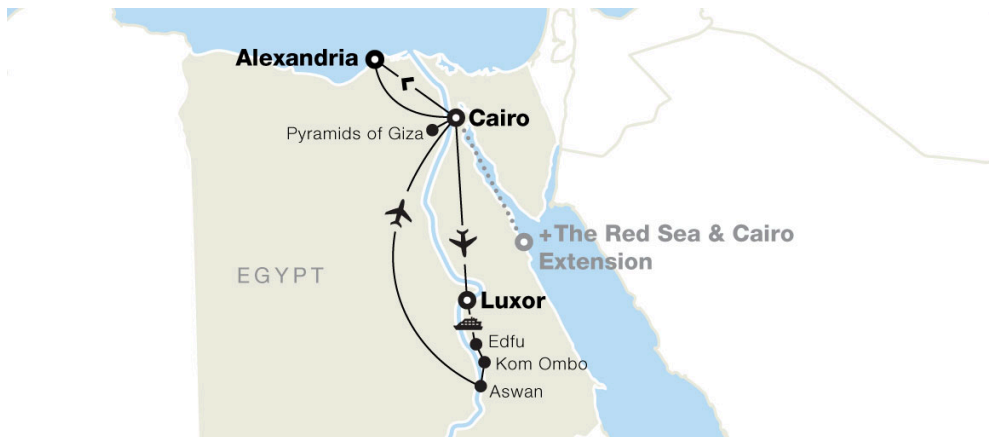 Alexandria
Cairo
Pyramids of Giza
+The Red Sea & Cairo
Extension
EGYPT
Luxor
Edfu
Kom Ombo
Aswan